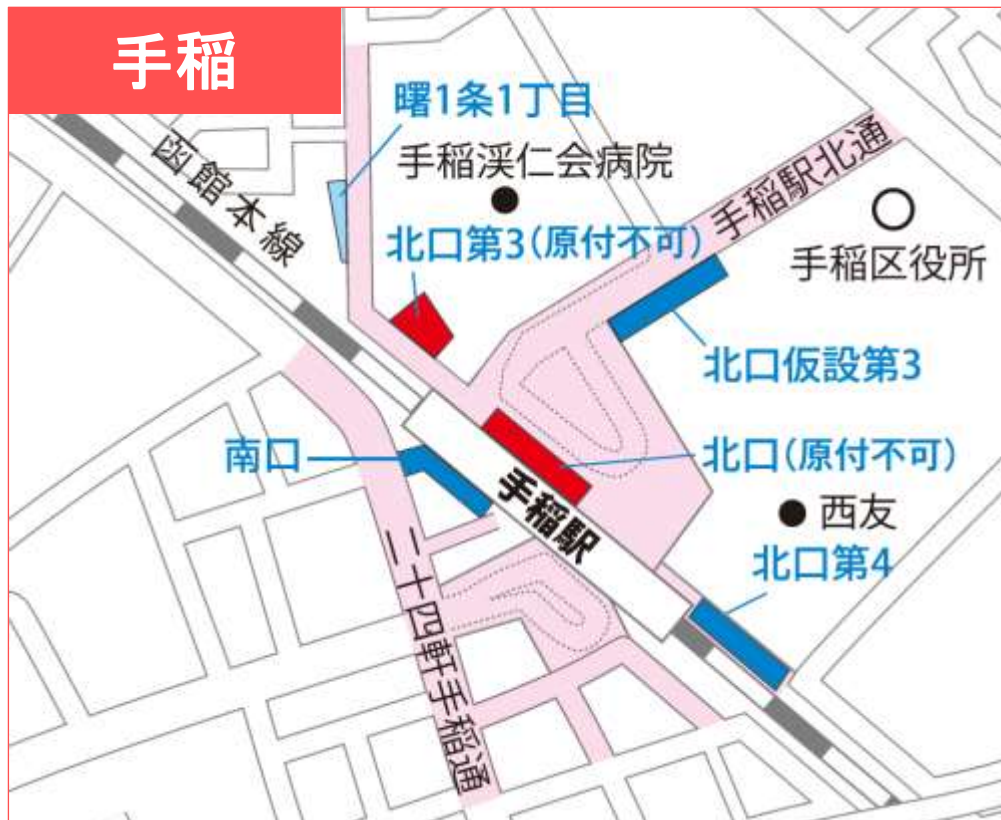 手稲
曙1条1丁目
手稲渓仁会病院
北口第3(原付不可)
函館本線
手稲駅北通
手稲区役所
北口仮設第3
南口
北口(原付不可)
手稲駅
西友
北口第4
二十四軒手稲通